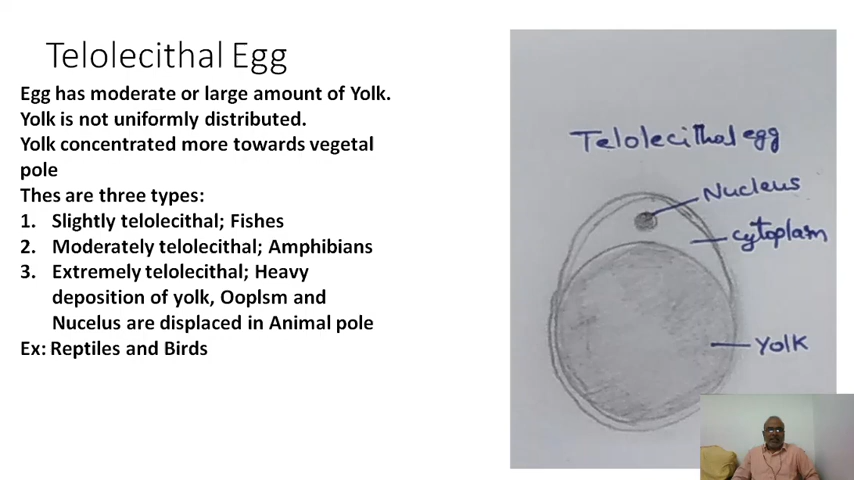 Telolecithal Egg
Egg has moderate or large amount of Yolk.
Yolk is not uniformly distributed.
Yolk concentrated more towards vegetal
pole
Thes are three types:
1. Slightly telolecithal; Fishes
2. Moderately telolecithal; Amphibians
3. Extremely telolecithal; Heavy
deposition of yolk, Ooplsm and
Nucelus are displaced in Animal pole
Ex: Reptiles and Birds
Telolecithal egg
Nucleus
cytoplasm
Yolk